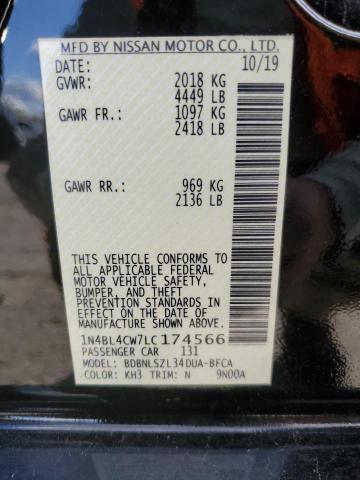 MFD BY NISSAN MOTOR CO., LTD.
DATE: 10/19
GVWR: 2018 KG
4449 LB
GAWR FR.: 1097 KG
2418 LB
GAWR RR.: 969 KG
2136 LB
THIS VEHICLE CONFORMS TO
ALL APPLICABLE FEDERAL
MOTOR VEHICLE SAFETY,
BUMPER, AND THEFT
PREVENTION STANDARDS IN
EFFECT ON THE DATE OF
MANUFACTURE SHOWN ABOVE.
1N4BL4CW7LC174566
PASSENGER CAR 131
MODEL: BDBNLSZL34DUA-BFCA
COLOR: KH3 TRIM: N 9N00A